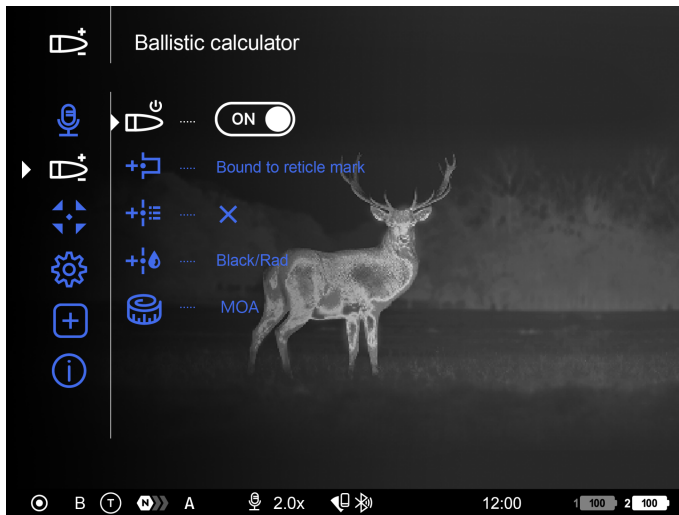 Ballistic calculator
ON
Bound to reticle mark
Black/Rad
MOA
B T N A 2.0x 12:00 1 100 2 100